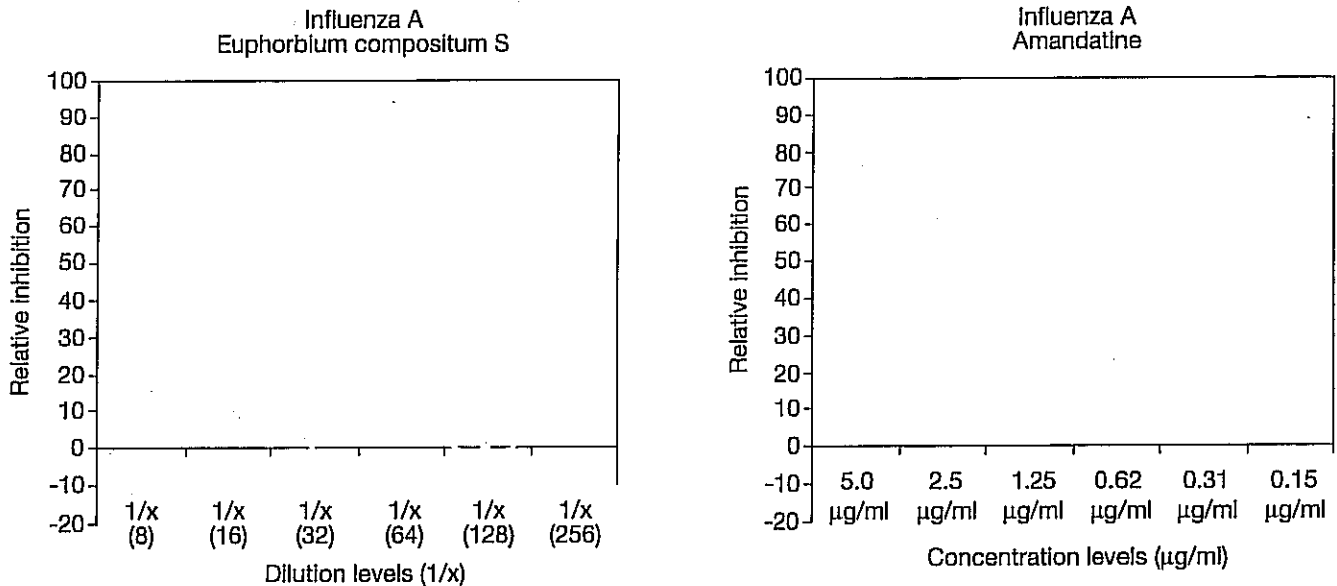 Influenza A
Euphorbium compositum S
Relative inhibition
100
90
80
70
60
50
40
30
20
10
0
-10
-20
1/x 1/x 1/x 1/x 1/x 1/x
(8) (16) (32) (64) (128) (256)
Dilution levels (1/x)
Influenza A
Amandatine
Relative inhibition
100
90
80
70
60
50
40
30
20
10
0
-10
-20
5.0 2.5 1.25 0.62 0.31 0.15
µg/ml µg/ml µg/ml µg/ml µg/ml µg/ml
Concentration levels (µg/ml)